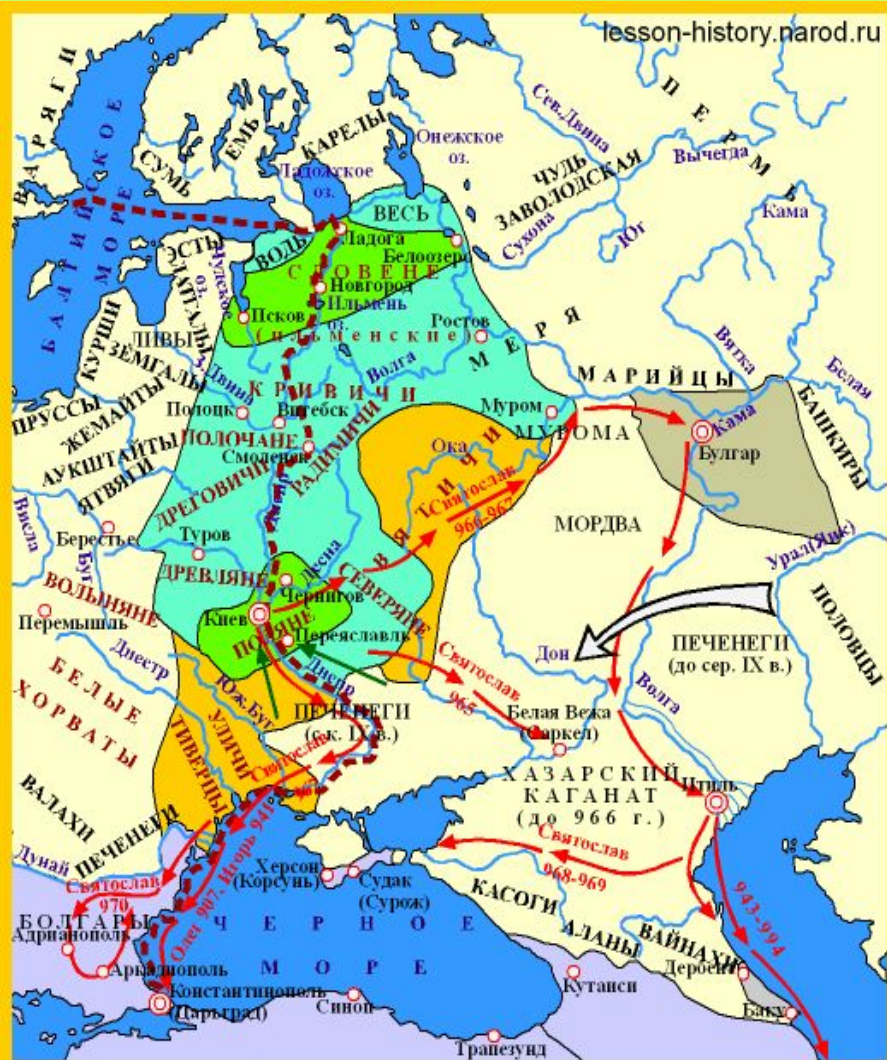 lesson-history.narod.ru
ВАРЯГИ
БАЛТИЙСКОЕ
МОРЕ
СУМЬ
ЕМЬ
КАРЕЛЫ
Ладожтское
оз.
Онежское
оз.
Сев.,Двина
ПЕРМЬ
Вычегда
ЧУДЬ
ЗАВОЛОДСКАЯ
Сухона
Юг
Кама
ВЕСЬ
ВОДЬ
Ладога
Белоозеро
ЭСТЫ
Чудское
оз.
ЛАТГАЛЫ
СЛОВЕНЕ
Новгород
Ильмень
оз.
Псков
(ильменские)
Ростов
МЕРЯ
ЛИВЫ
КУРШИ
ЗЕМГАЛЫ
З.Двина
Волга
Вятка
Белая
МАРИЙЦЫ
ПРУССЫ
ЖЕМАЙТЫ
АУКШТАЙТЫ
ЯТВЯГИ
КРИВИЧИ
Полоцк
Витебск
ПОЛОЧАНЕ
Смоленск
РАДИМИЧИ
ДРЕГОВИЧИ
Днепр
Муром
МУРОМА
Ока
ВЯТИЧИ
Святослав
966-967
Кама
Булгар
БАШКИРЫ
МОРДВА
Висла
Берестье
Буг
Туров
ДРЕВЛЯНЕ
Десна
Чернигов
СЕВЕРЯНЕ
Урал(Яик)
ВОЛЫНЯНЕ
Перемышль
Киев
ПОЛЯНЕ
Переяславль
ПОЛОВЦЫ
ПЕЧЕНЕГИ
(до сер. IX в.)
Днестр
Днепр
Дон
Святослав
965
Волга
БЕЛЫЕ
ХОРВАТЫ
Юж.Буг
УЛИЧИ
ТИВЕРЦЫ
ПЕЧЕНЕГИ
(с к. IX в.)
Белая Вежа
(Саркел)
Святослав
ХАЗАРСКИЙ
КАГАНАТ
(до 966 г.)
Итиль
ВАЛАХИ
ПЕЧЕНЕГИ
Дунай
Святослав
970
Олег 907, Игорь 941
Херсон
(Корсунь)
Судак
(Сурож)
Святослав
968-969
КАСОГИ
АЛАНЫ
ВАЙНАХИ
943-994
БОЛГАРЫ
Адрианополь
Аркадиополь
ЧЕРНОЕ
МОРЕ
Константинополь
(Царьград)
Синоп
Кутаиси
Дербент
Баку
Трапезунд